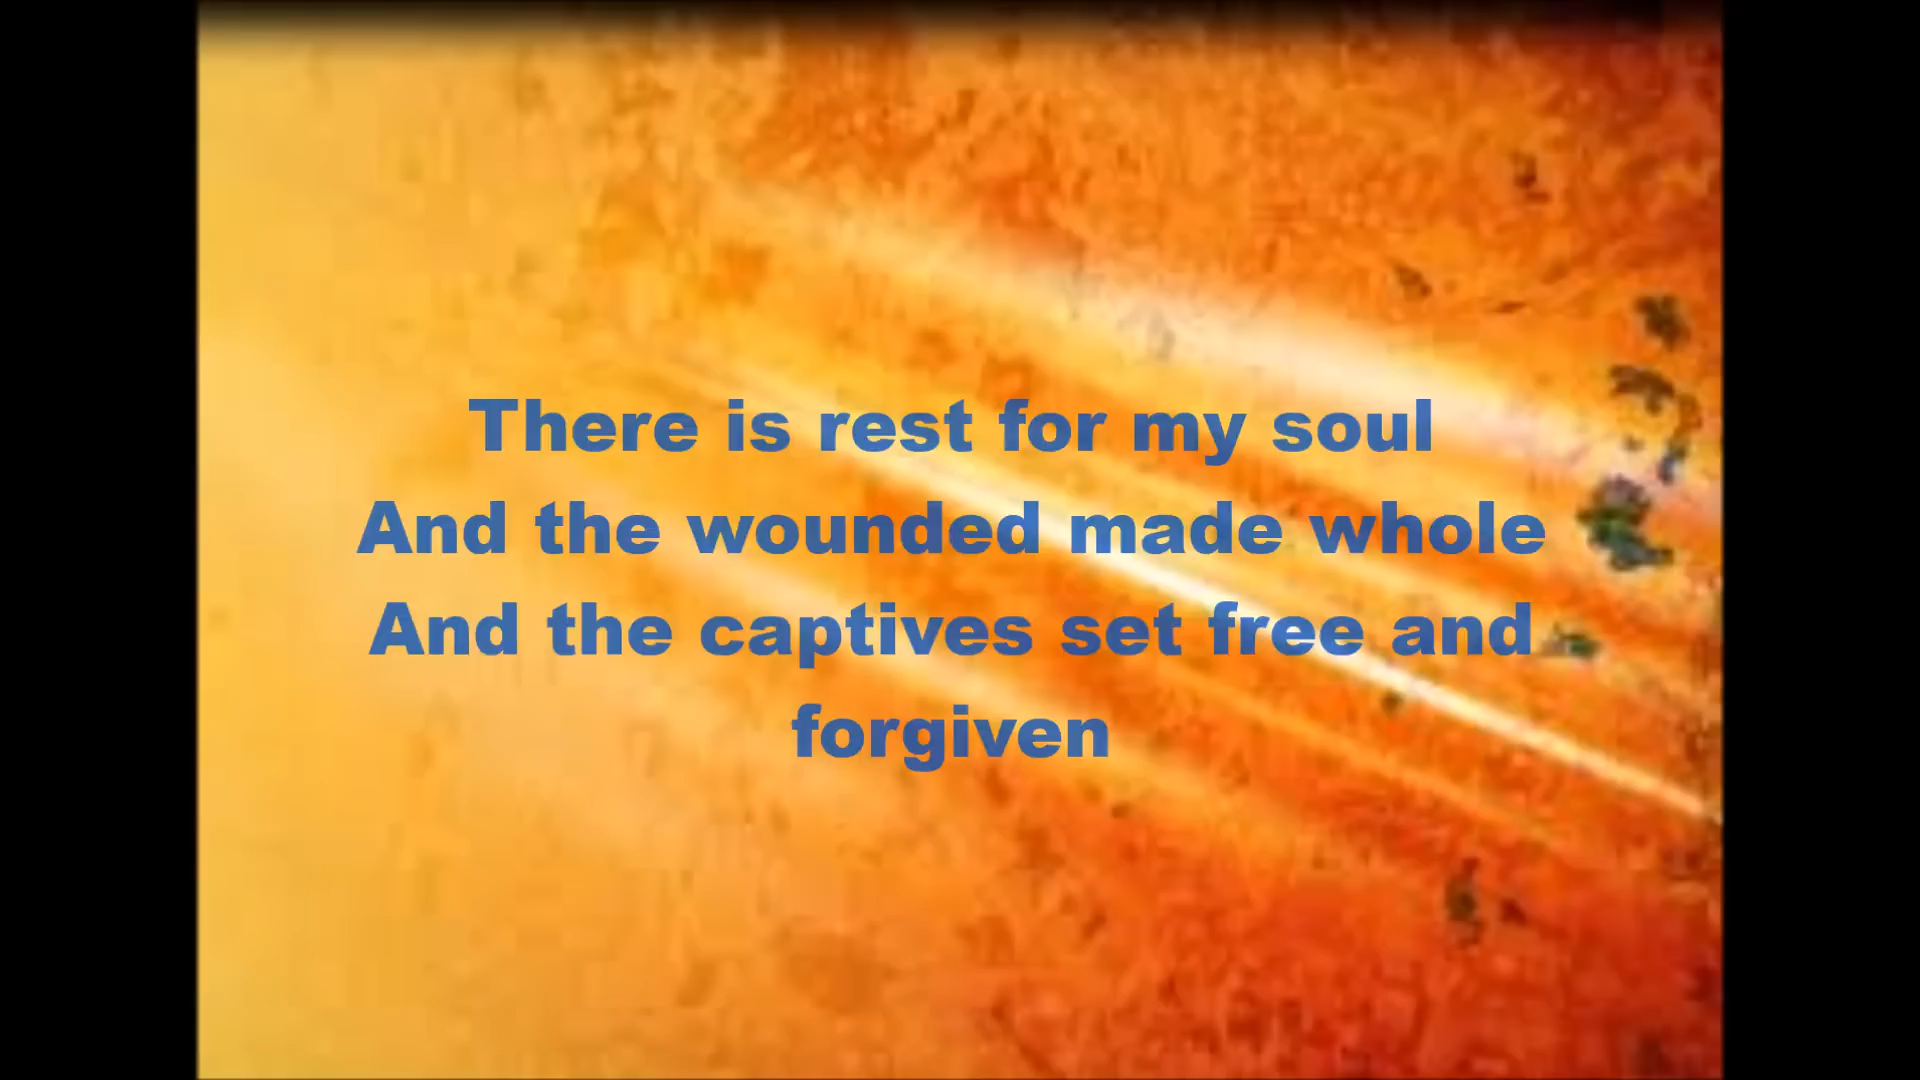 There is rest for my soul
And the wounded made whole
And the captives set free and
forgiven